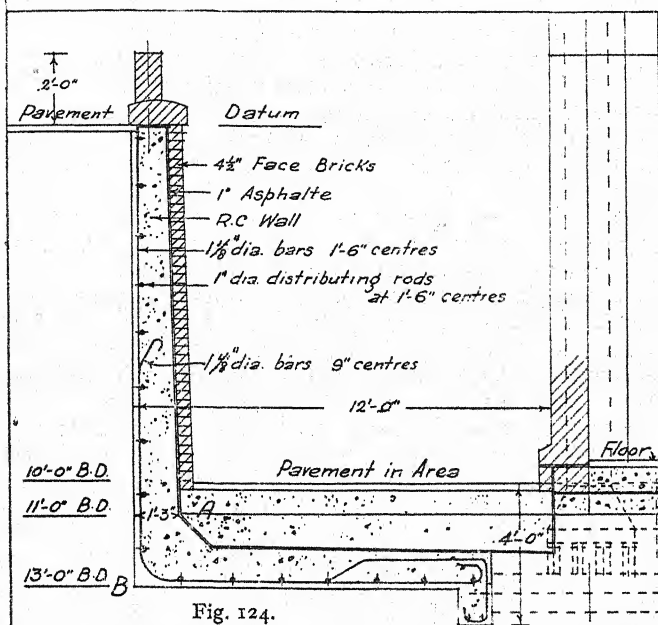 2'-0"
Pavement
Datum
4½" Face Bricks
1" Asphalte
R.C Wall
1⅛" dia. bars 1'-6" centres
1" dia. distributing rods
at 1'-6" centres
1⅛" dia. bars 9" centres
12'-0"
10'-0" B.D.
Pavement in Area
Floor
11'-0" B.D.
1'-3"
A
4'-0"
13'-0" B.D.
B
Fig. 124.